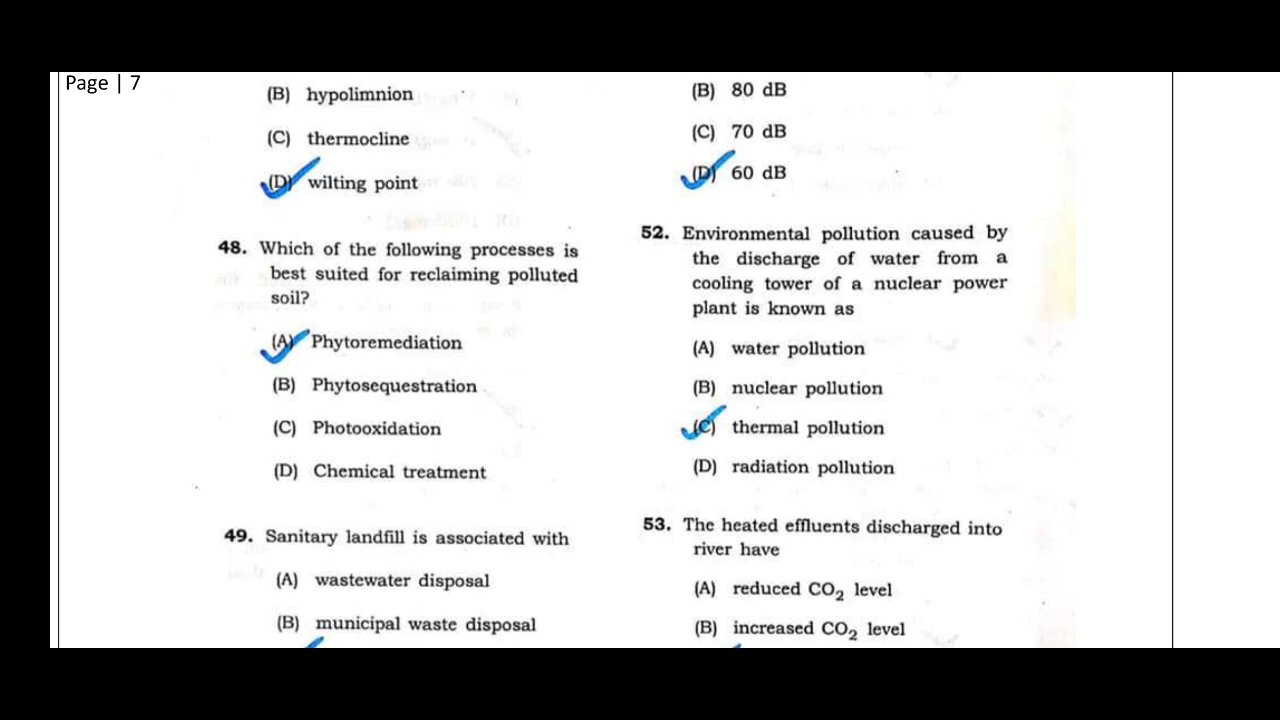 Page | 7
(B) hypolimnion
(C) thermocline
(D) wilting point
48. Which of the following processes is
best suited for reclaiming polluted
soil?
(A) Phytoremediation
(B) Phytosequestration
(C) Photooxidation
(D) Chemical treatment
49. Sanitary landfill is associated with
(A) wastewater disposal
(B) municipal waste disposal
(B) 80 dB
(C) 70 dB
(D) 60 dB
52. Environmental pollution caused by
the discharge of water from a
cooling tower of a nuclear power
plant is known as
(A) water pollution
(B) nuclear pollution
(C) thermal pollution
(D) radiation pollution
53. The heated effluents discharged into
river have
(A) reduced CO₂ level
(B) increased CO₂ level